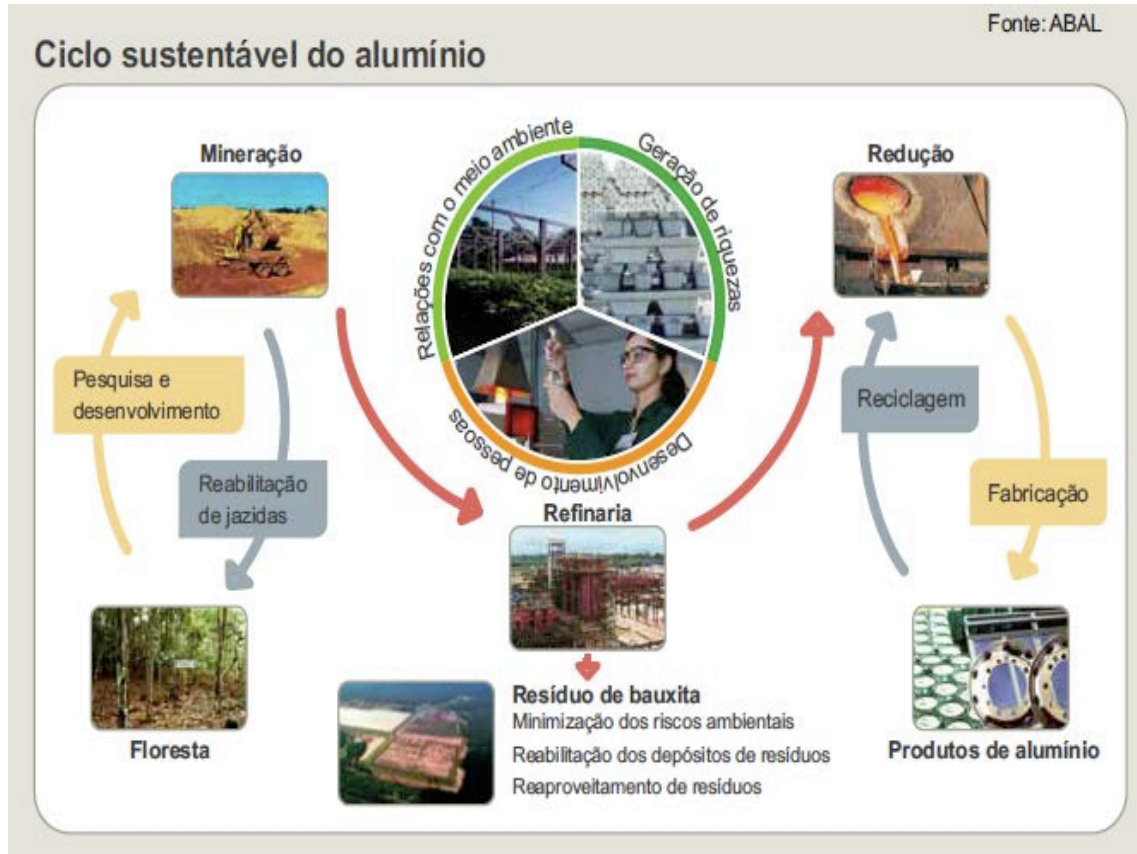 Fonte: ABAL
Ciclo sustentável do alumínio
Mineração
Relações com o meio ambiente
Geração de riquezas
Desenvolvimento de pessoas
Redução
Pesquisa e
desenvolvimento
Reabilitação
de jazidas
Reciclagem
Fabricação
Refinaria
Floresta
Resíduo de bauxita
Minimização dos riscos ambientais
Reabilitação dos depósitos de resíduos
Reaproveitamento de resíduos
Produtos de alumínio